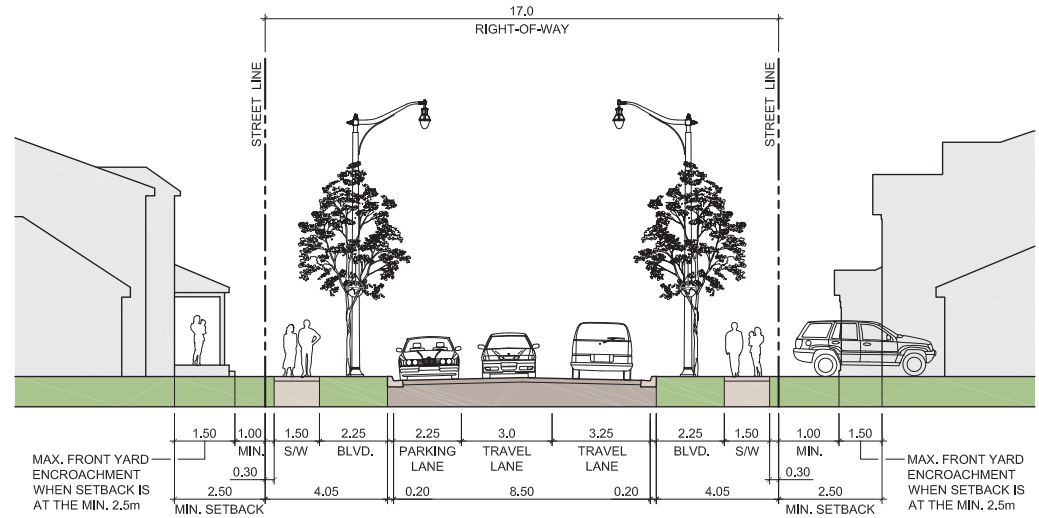 17.0
RIGHT-OF-WAY
STREET LINE
STREET LINE
1.50 1.00 1.50 2.25 2.25 3.0 3.25 2.25 1.50 1.00 1.50
MIN. S/W BLVD. PARKING LANE TRAVEL LANE TRAVEL LANE BLVD. S/W MIN.
MAX. FRONT YARD
ENCROACHMENT
WHEN SETBACK IS
AT THE MIN. 2.5m
0.30
0.30
MAX. FRONT YARD
ENCROACHMENT
WHEN SETBACK IS
AT THE MIN. 2.5m
2.50 4.05 0.20 8.50 0.20 4.05 2.50
MIN. SETBACK
MIN. SETBACK